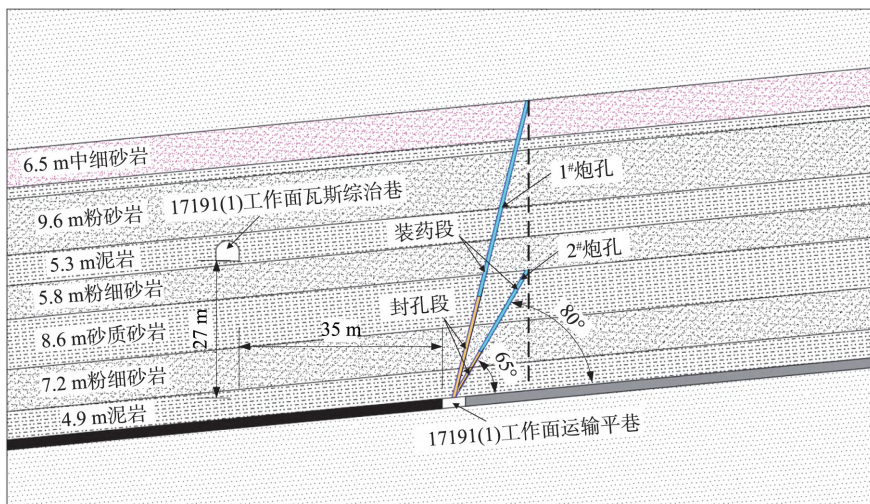 6.5 m中细砂岩
9.6 m粉砂岩
17191(1)工作面瓦斯综治巷
1#炮孔
装药段
2#炮孔
5.3 m泥岩
5.8 m粉细砂岩
封孔段
8.6 m砂质砂岩
27 m
35 m
80°
7.2 m粉细砂岩
65°
4.9 m泥岩
17191(1)工作面运输平巷